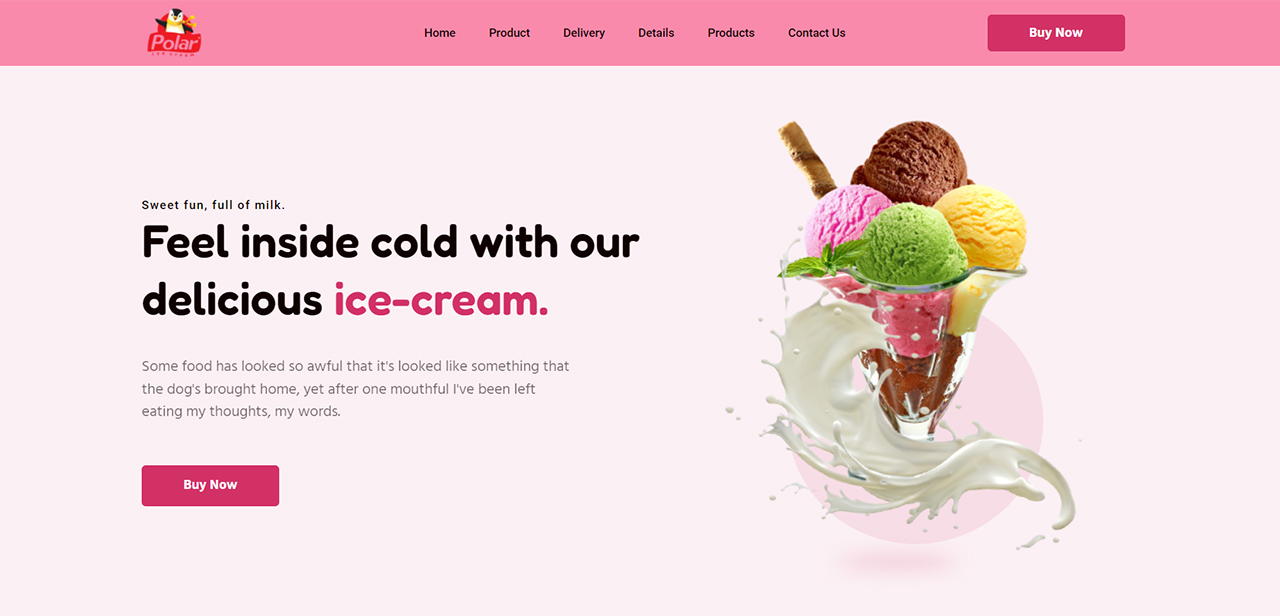 Polar
ICE CREAM
Home Product Delivery Details Products Contact Us Buy Now
Sweet fun, full of milk.
Feel inside cold with our
delicious ice-cream.
Some food has looked so awful that it's looked like something that
the dog's brought home, yet after one mouthful I've been left
eating my thoughts, my words.
Buy Now